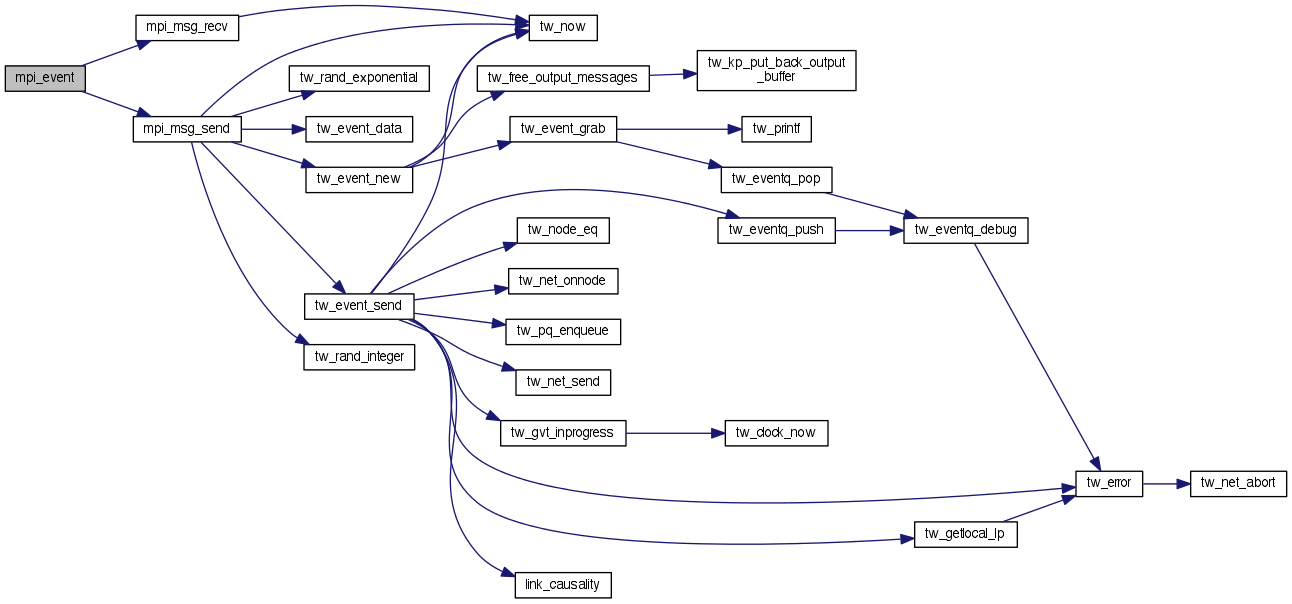 mpi_event
mpi_msg_recv
mpi_msg_send
tw_now
tw_rand_exponential
tw_event_data
tw_event_new
tw_free_output_messages
tw_kp_put_back_output
_buffer
tw_event_grab
tw_printf
tw_eventq_pop
tw_eventq_push
tw_eventq_debug
tw_event_send
tw_node_eq
tw_net_onnode
tw_pq_enqueue
tw_rand_integer
tw_net_send
tw_gvt_inprogress
tw_clock_now
tw_error
tw_net_abort
tw_getlocal_lp
link_causality